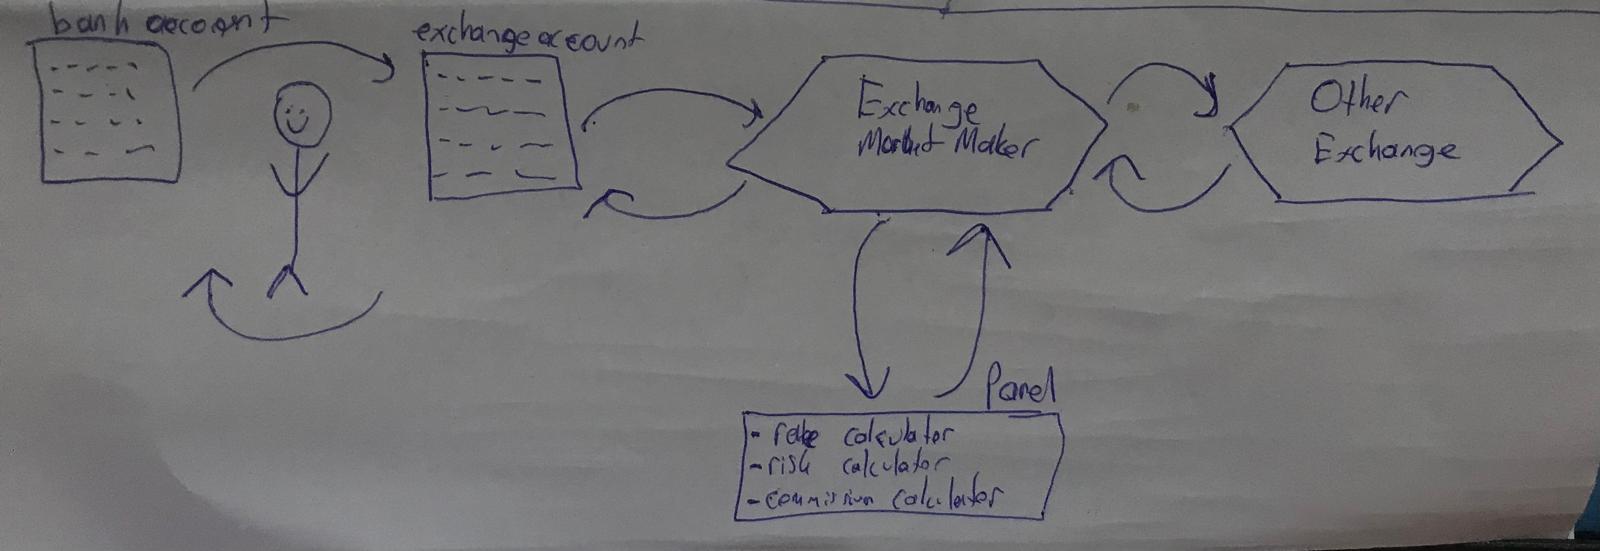 bank account
exchange account
Exchange
Market Maker
Other
Exchange
Panel
- rate calculator
- risk calculator
- commission calculator